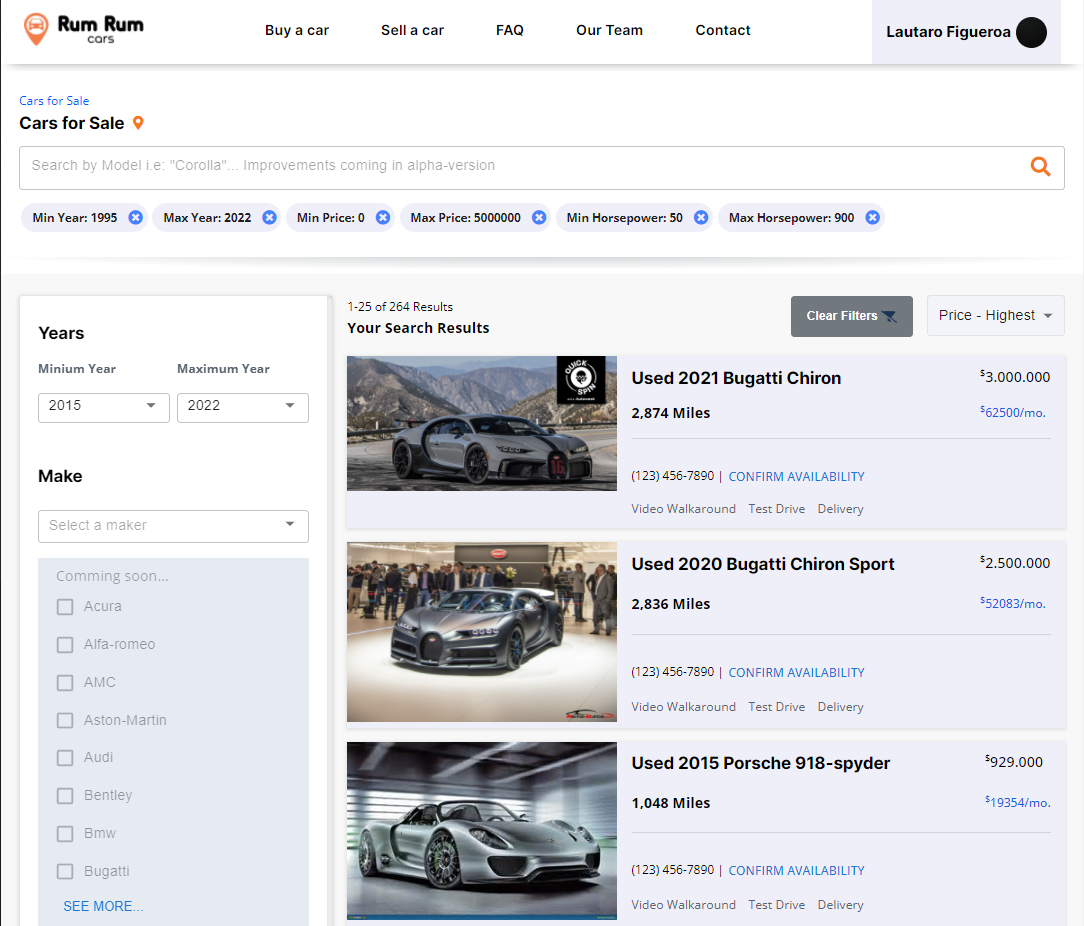 Rum Rum
cars
Buy a car
Sell a car
FAQ
Our Team
Contact
Lautaro Figueroa
Cars for Sale
Cars for Sale
Search by Model i.e: "Corolla"... Improvements coming in alpha-version
Min Year: 1995
Max Year: 2022
Min Price: 0
Max Price: 5000000
Min Horsepower: 50
Max Horsepower: 900
Years
Minium Year
Maximum Year
2015
2022
Make
Select a maker
Comming soon...
Acura
Alfa-romeo
AMC
Aston-Martin
Audi
Bentley
Bmw
Bugatti
SEE MORE...
1-25 of 264 Results
Your Search Results
Clear Filters
Price - Highest
QUICK SPIN
Used 2021 Bugatti Chiron
$3.000.000
2,874 Miles
$62500/mo.
(123) 456-7890 | CONFIRM AVAILABILITY
Video Walkaround Test Drive Delivery
Used 2020 Bugatti Chiron Sport
$2.500.000
2,836 Miles
$52083/mo.
(123) 456-7890 | CONFIRM AVAILABILITY
Video Walkaround Test Drive Delivery
Used 2015 Porsche 918-spyder
$929.000
1,048 Miles
$19354/mo.
(123) 456-7890 | CONFIRM AVAILABILITY
Video Walkaround Test Drive Delivery